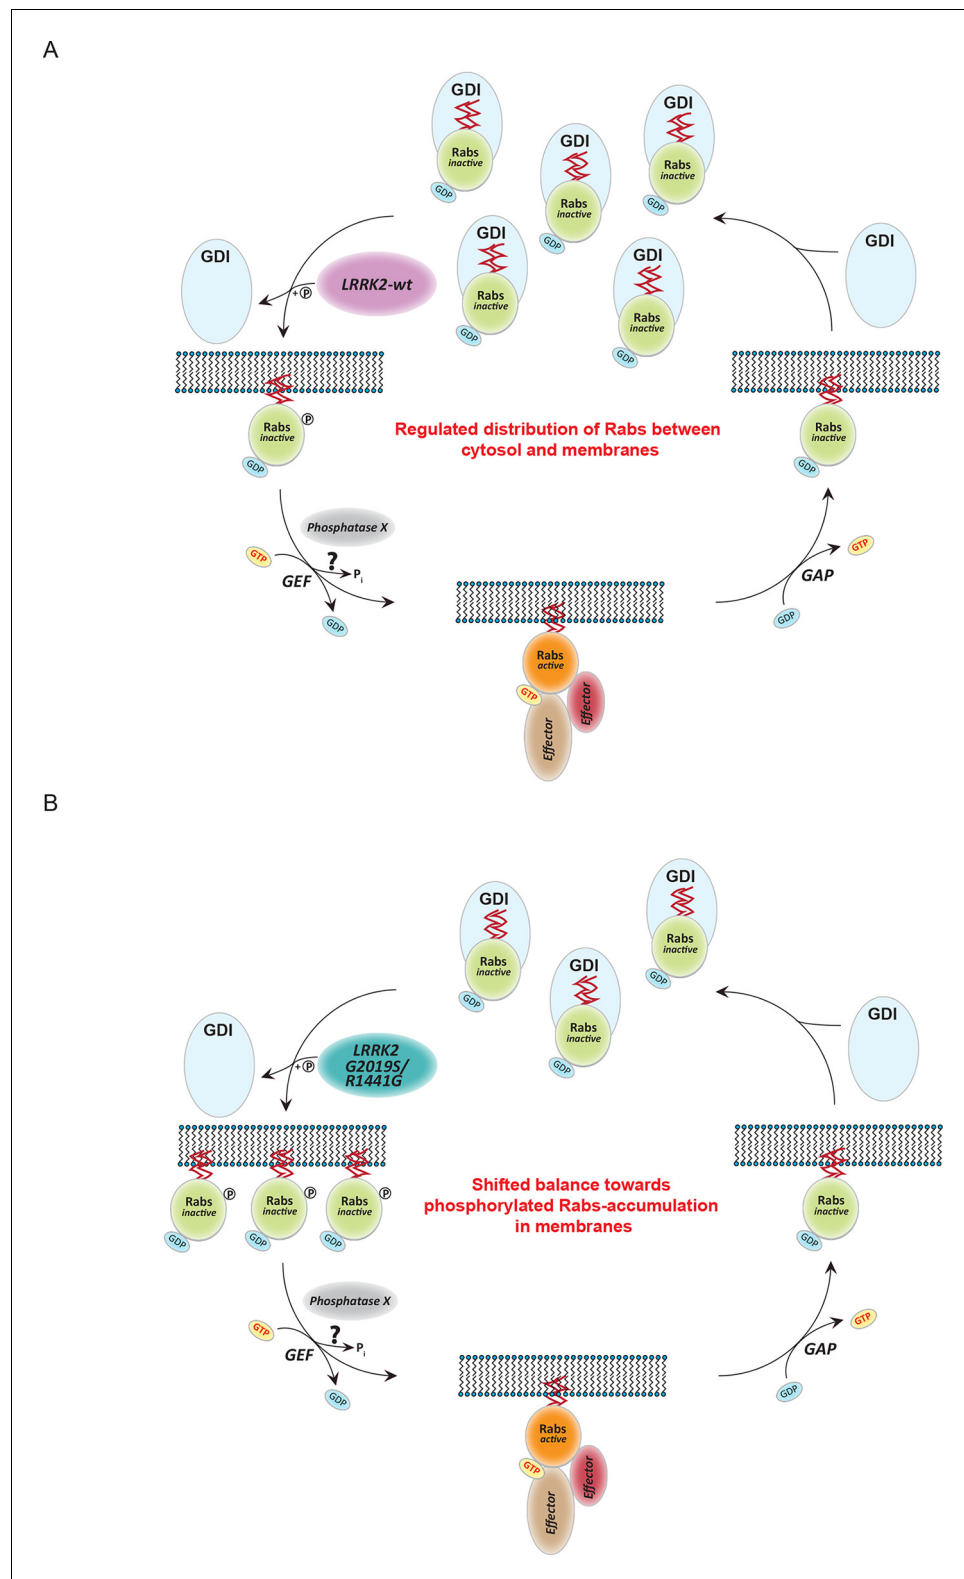 A
GDI
Rabs
inactive
GDP
GDI
Rabs
inactive
GDP
GDI
Rabs
inactive
GDP
GDI
Rabs
inactive
GDP
GDI
Rabs
inactive
GDP
GDI
LRRK2-wt
+ P
GDI
Rabs
inactive
P
GDP
Regulated distribution of Rabs between
cytosol and membranes
Rabs
inactive
GDP
Phosphatase X
GTP
GEF
?
Pi
GDP
GTP
GAP
GDP
Rabs
active
GTP
Effector
Effector
B
GDI
Rabs
inactive
GDP
GDI
Rabs
inactive
GDP
GDI
Rabs
inactive
GDP
GDI
LRRK2
G2019S/
R1441G
+ P
GDI
Rabs
inactive
P
GDP
Rabs
inactive
P
GDP
Rabs
inactive
P
GDP
Shifted balance towards
phosphorylated Rabs-accumulation
in membranes
Rabs
inactive
GDP
Phosphatase X
GTP
GEF
?
Pi
GDP
GTP
GAP
GDP
Rabs
active
GTP
Effector
Effector